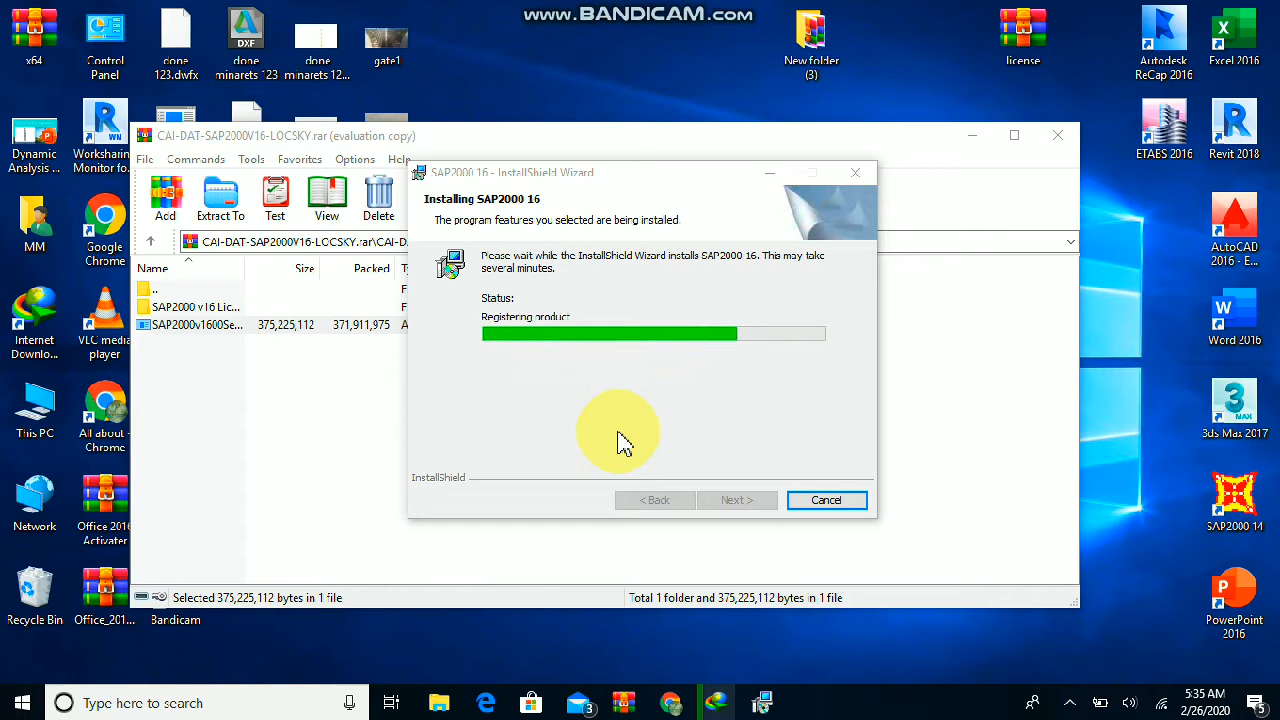 www.BANDICAM.com
x64
Control
Panel
done
123.dwfx
DXF
done
minarets 123
done
minarets 12...
gate1
New folder
(3)
license
Autodesk
ReCap 2016
Excel 2016
Dynamic
Analysis ...
WN
Worksharing
Monitor fo...
ETABS 2016
Revit 2018
MM
Google
Chrome
AutoCAD
2016 - E...
Internet
Downlo...
VLC media
player
Word 2016
This PC
All about -
Chrome
MAX
3ds Max 2017
Network
Office 2016
Activater
SAP2000 14
Recycle Bin
Office_201...
Bandicam
PowerPoint
2016
CAI-DAT-SAP2000V16-LOCSKY.rar (evaluation copy)
File Commands Tools Favorites Options Help
Add Extract To Test View Delete
CAI-DAT-SAP2000V16-LOCSKY.rar\CAI-D
Name Size Packed T
.. F
SAP2000 v16 Lic... F
SAP2000v1600Se... 375,225,112 371,911,975 A
Selected 375,225,112 bytes in 1 file
Total 1 folder and 375,225,112 bytes in 1 file
SAP2000 16 - InstallShield Wizard
Installing SAP2000 16
The program features you selected are being installed.
Please wait while the InstallShield Wizard installs SAP2000 16. This may take
several minutes.
Status:
Registering product
InstallShield
< Back Next > Cancel
Type here to search
3
5:35 AM
2/26/2020
5